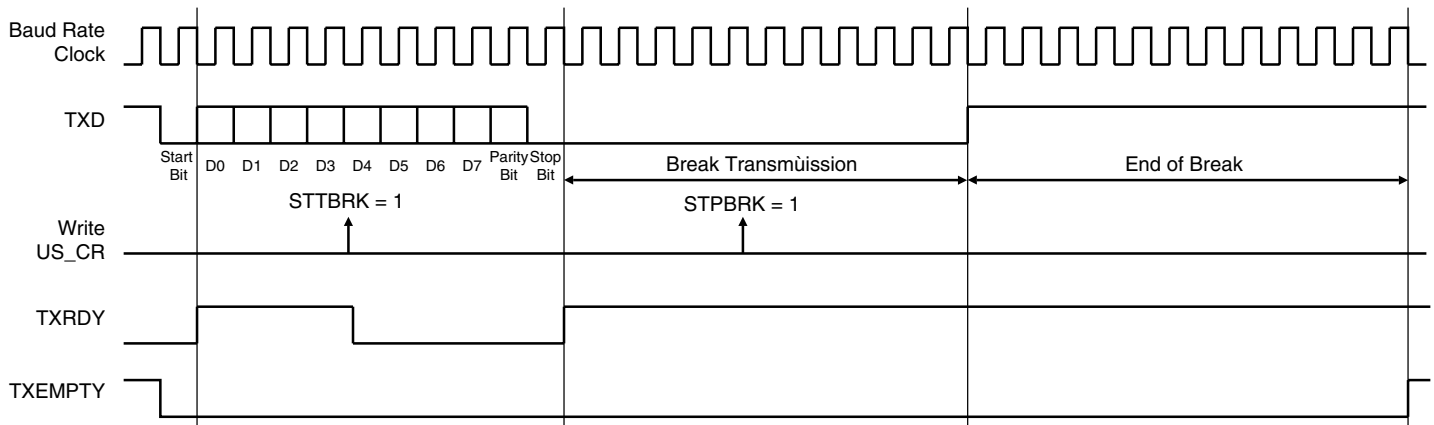 Baud Rate
Clock
TXD
Start
Bit
D0 D1 D2 D3 D4 D5 D6 D7
Parity
Bit
Stop
Bit
Break Transmùission
End of Break
STTBRK = 1
STPBRK = 1
Write
US_CR
TXRDY
TXEMPTY